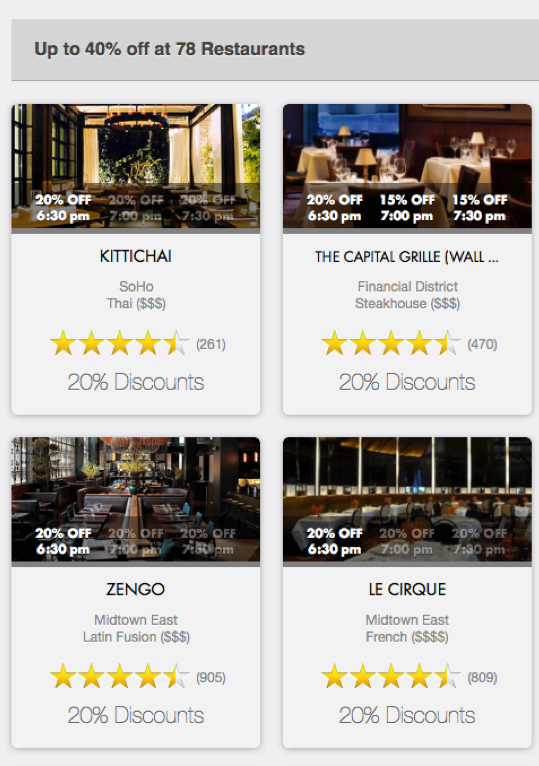 Up to 40% off at 78 Restaurants
20% OFF 20% OFF 20% OFF
6:30 pm 7:00 pm 7:30 pm
KITTICHAI
SoHo
Thai ($$$)
(261)
20% Discounts
20% OFF 15% OFF 15% OFF
6:30 pm 7:00 pm 7:30 pm
THE CAPITAL GRILLE (WALL ...
Financial District
Steakhouse ($$$)
(470)
20% Discounts
20% OFF 20% OFF 20% OFF
6:30 pm 7:00 pm 7:30 pm
ZENGO
Midtown East
Latin Fusion ($$$)
(905)
20% Discounts
20% OFF 20% OFF 20% OFF
6:30 pm 7:00 pm 7:30 pm
LE CIRQUE
Midtown East
French ($$$$)
(809)
20% Discounts